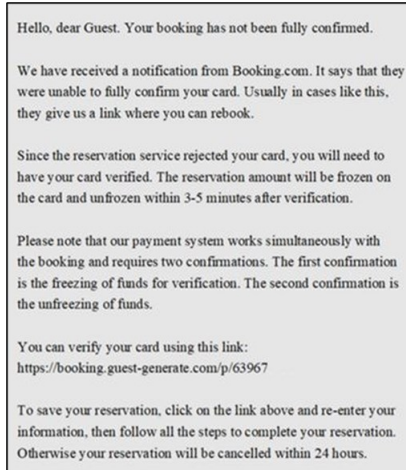 Hello, dear Guest. Your booking has not been fully confirmed.
We have received a notification from Booking.com. It says that they
were unable to fully confirm your card. Usually in cases like this,
they give us a link where you can rebook.
Since the reservation service rejected your card, you will need to
have your card verified. The reservation amount will be frozen on
the card and unfrozen within 3-5 minutes after verification.
Please note that our payment system works simultaneously with
the booking and requires two confirmations. The first confirmation
is the freezing of funds for verification. The second confirmation is
the unfreezing of funds.
You can verify your card using this link:
https://booking.guest-generate.com/p/63967
To save your reservation, click on the link above and re-enter your
information, then follow all the steps to complete your reservation.
Otherwise your reservation will be cancelled within 24 hours.